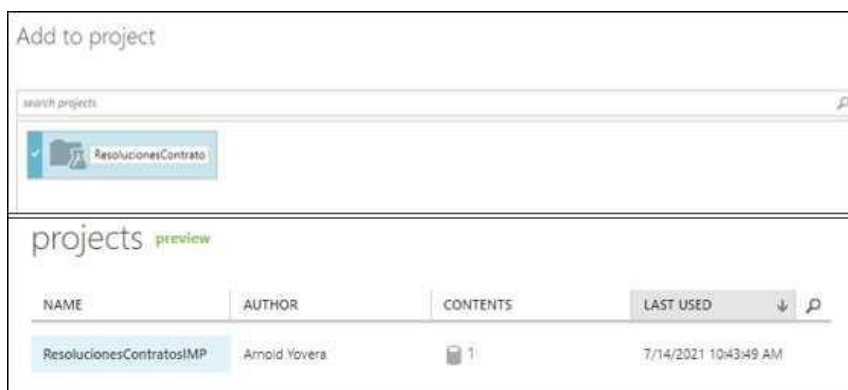 Add to project
search projects
ResolucionesContrato
projects preview
NAME AUTHOR CONTENTS LAST USED
ResolucionesContratosIMP Arnold Yovera 1 7/14/2021 10:43:49 AM